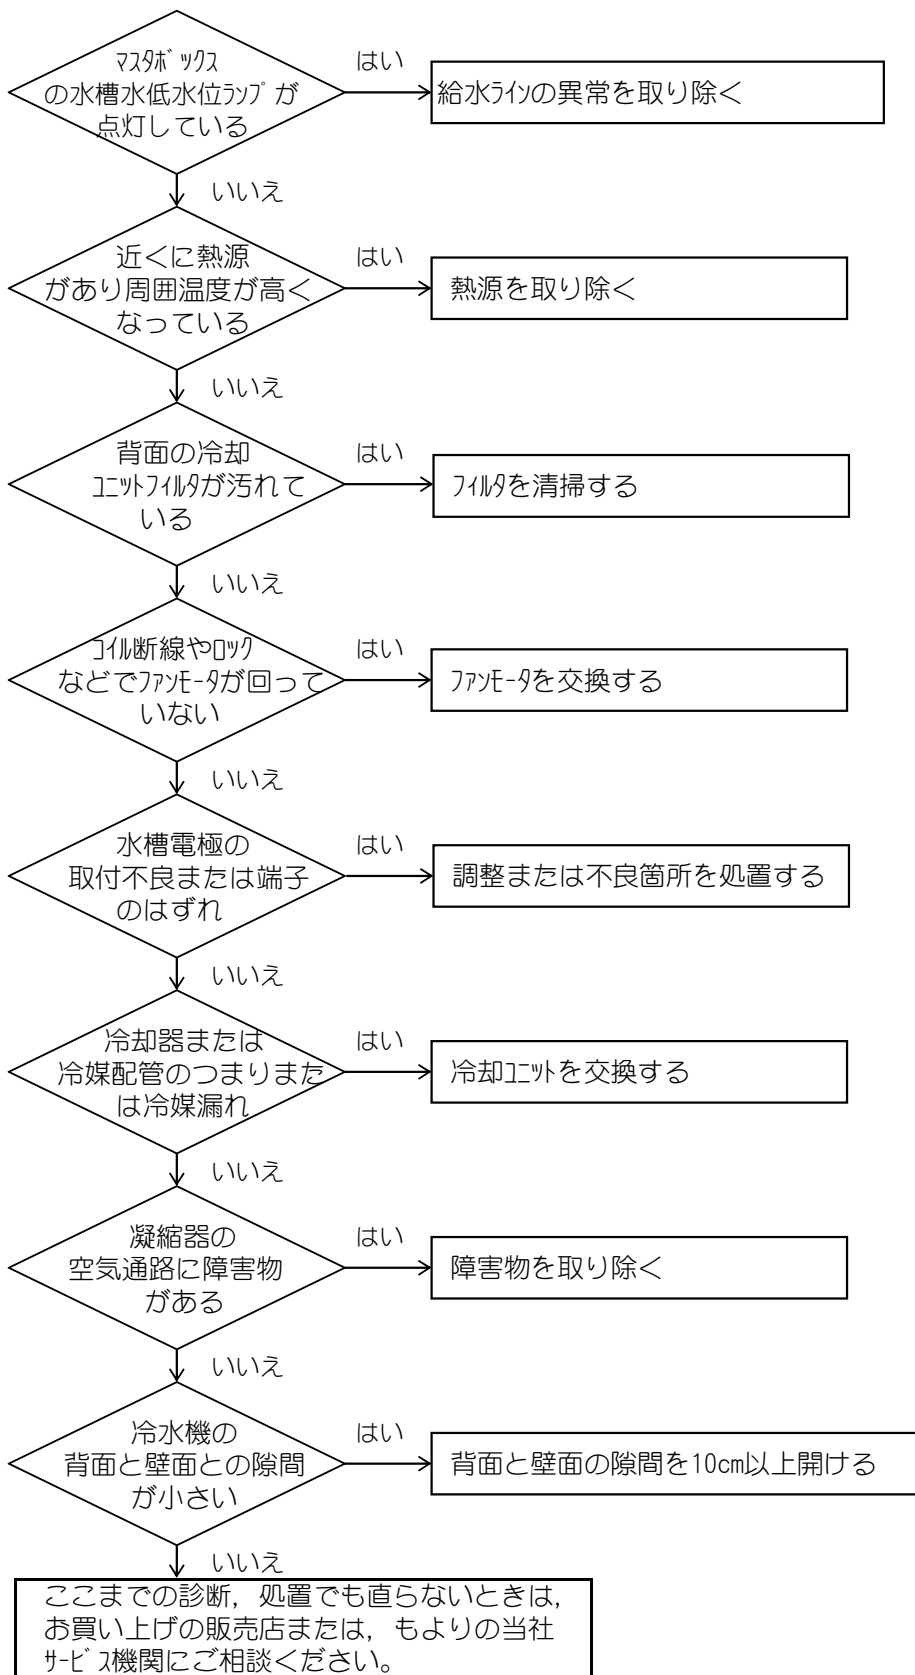 ﾏｽﾀﾎﾞｯｸｽ
の水槽水低水位ﾗﾝﾌﾟが
点灯している
はい
給水ﾗｲﾝの異常を取り除く
いいえ
近くに熱源
があり周囲温度が高く
なっている
はい
熱源を取り除く
いいえ
背面の冷却
ﾕﾆｯﾄﾌｨﾙﾀが汚れて
いる
はい
ﾌｨﾙﾀを清掃する
いいえ
ｺｲﾙ断線やﾛｯｸ
などでﾌｧﾝﾓｰﾀが回って
いない
はい
ﾌｧﾝﾓｰﾀを交換する
いいえ
水槽電極の
取付不良または端子
のはずれ
はい
調整または不良箇所を処置する
いいえ
冷却器または
冷媒配管のつまりまた
は冷媒漏れ
はい
冷却ﾕﾆｯﾄを交換する
いいえ
凝縮器の
空気通路に障害物
がある
はい
障害物を取り除く
いいえ
冷水機の
背面と壁面との隙間
が小さい
はい
背面と壁面の隙間を10cm以上開ける
いいえ
ここまでの診断，処置でも直らないときは，
お買い上げの販売店または，もよりの当社
ｻｰﾋﾞｽ機関にご相談ください。